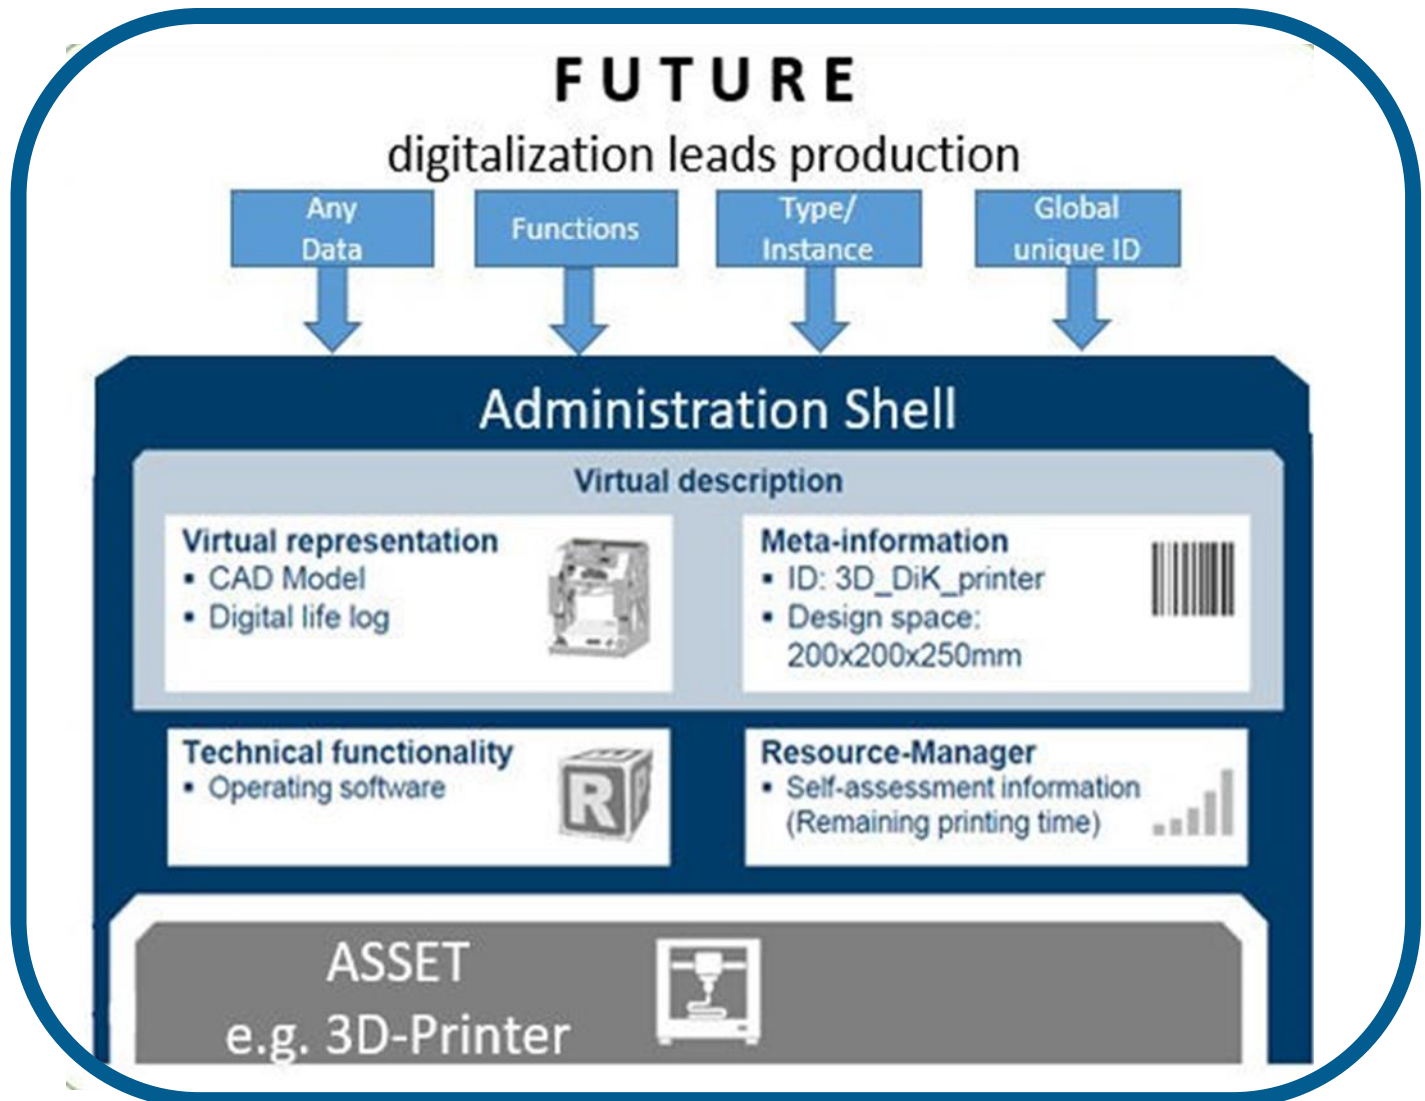 FUTURE
digitalization leads production
Any
Data
Functions
Type/
Instance
Global
unique ID
Administration Shell
Virtual description
Virtual representation
▪ CAD Model
▪ Digital life log
Meta-information
▪ ID: 3D_DiK_printer
▪ Design space:
200x200x250mm
Technical functionality
▪ Operating software
R
Resource-Manager
▪ Self-assessment information
(Remaining printing time)
ASSET
e.g. 3D-Printer